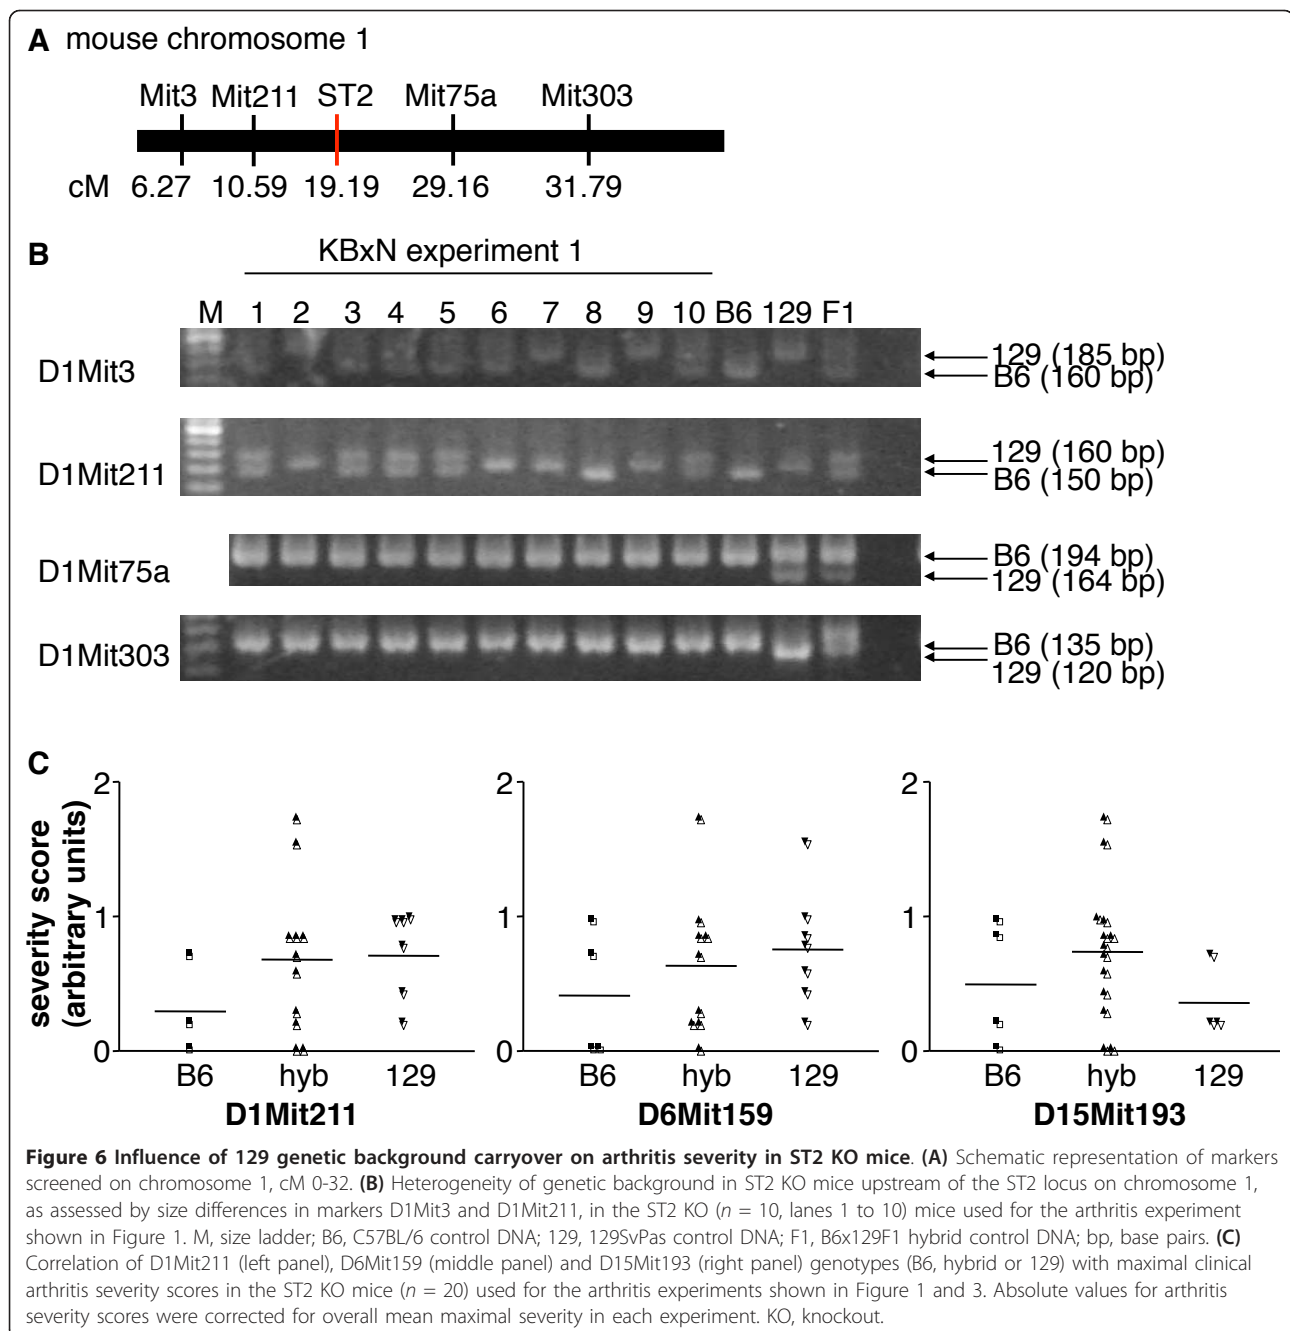 A mouse chromosome 1
Mit3 Mit211 ST2 Mit75a Mit303
cM 6.27 10.59 19.19 29.16 31.79
B KBxN experiment 1
M 1 2 3 4 5 6 7 8 9 10 B6 129 F1
D1Mit3
129 (185 bp)
B6 (160 bp)
D1Mit211
129 (160 bp)
B6 (150 bp)
D1Mit75a
B6 (194 bp)
129 (164 bp)
D1Mit303
B6 (135 bp)
129 (120 bp)
C
severity score
(arbitrary units)
2 2 2
1 1 1
0 0 0
B6 hyb 129 B6 hyb 129 B6 hyb 129
D1Mit211 D6Mit159 D15Mit193
Figure 6 Influence of 129 genetic background carryover on arthritis severity in ST2 KO mice. (A) Schematic representation of markers
screened on chromosome 1, cM 0-32. (B) Heterogeneity of genetic background in ST2 KO mice upstream of the ST2 locus on chromosome 1,
as assessed by size differences in markers D1Mit3 and D1Mit211, in the ST2 KO (n = 10, lanes 1 to 10) mice used for the arthritis experiment
shown in Figure 1. M, size ladder; B6, C57BL/6 control DNA; 129, 129SvPas control DNA; F1, B6x129F1 hybrid control DNA; bp, base pairs. (C)
Correlation of D1Mit211 (left panel), D6Mit159 (middle panel) and D15Mit193 (right panel) genotypes (B6, hybrid or 129) with maximal clinical
arthritis severity scores in the ST2 KO mice (n = 20) used for the arthritis experiments shown in Figure 1 and 3. Absolute values for arthritis
severity scores were corrected for overall mean maximal severity in each experiment. KO, knockout.